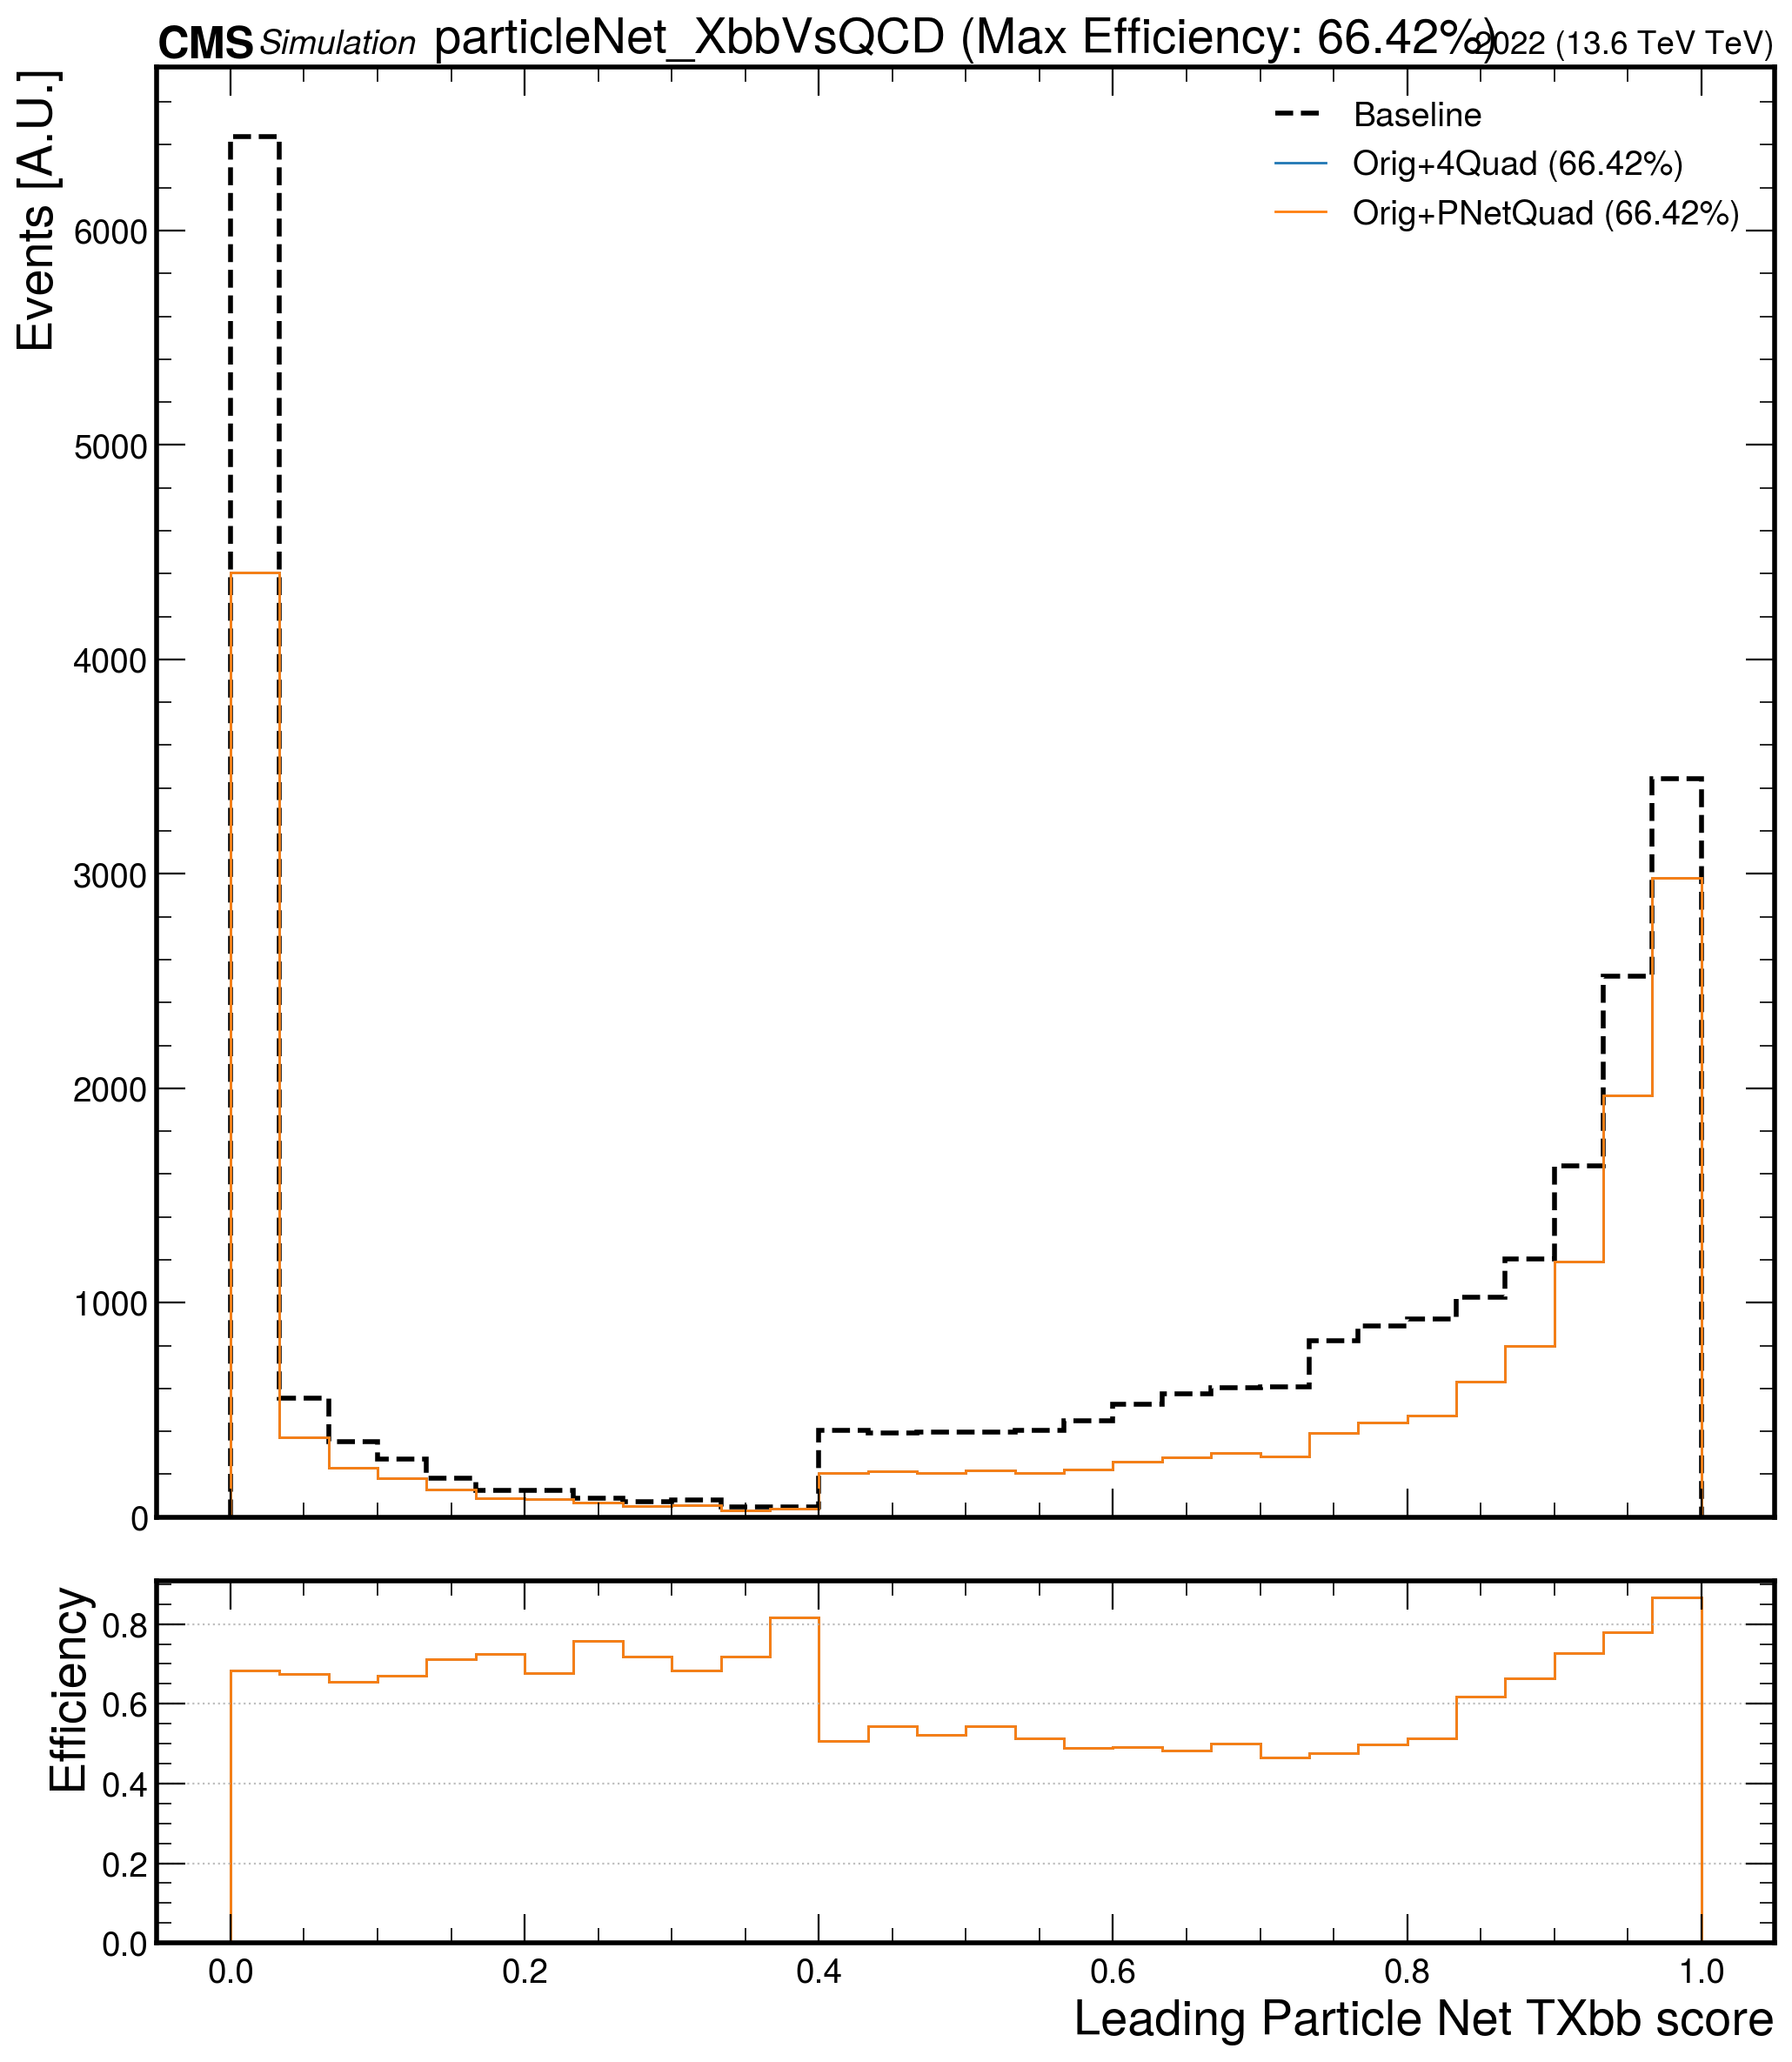 CMS Simulation particleNet_XbbVsQCD (Max Efficiency: 66.42%) 2022 (13.6 TeV TeV)
Events [A.U.]
Baseline
Orig+4Quad (66.42%)
Orig+PNetQuad (66.42%)
6000
5000
4000
3000
2000
1000
0
Efficiency
0.8
0.6
0.4
0.2
0.0
0.0 0.2 0.4 0.6 0.8 1.0
Leading Particle Net TXbb score